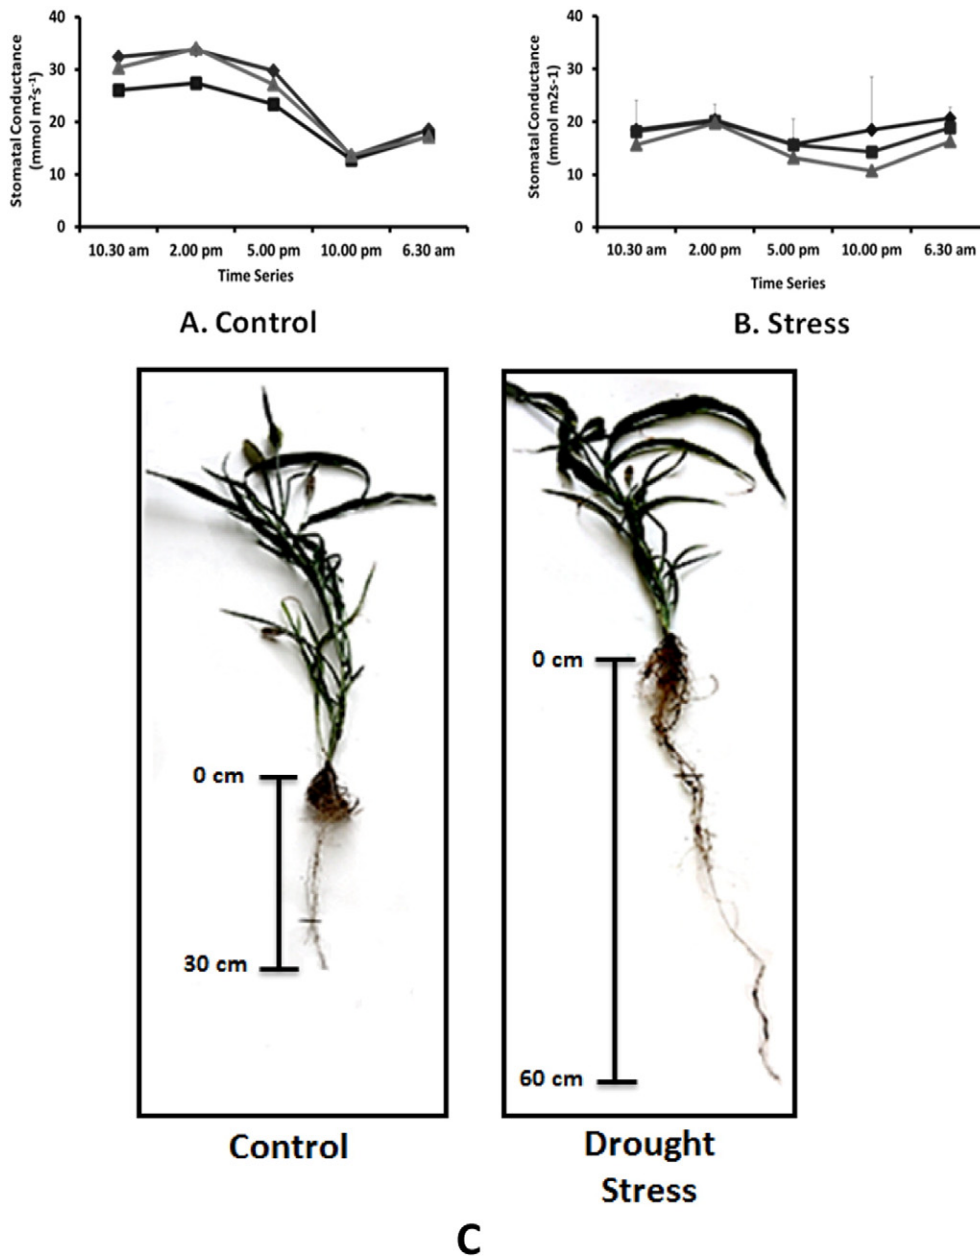 40
30
20
10
0
Stomatal Conductance
(mmol m²s⁻¹)
10.30 am 2.00 pm 5.00 pm 10.00 pm 6.30 am
Time Series
A. Control
40
30
20
10
0
Stomatal Conductance
(mmol m2s-1)
10.30 am 2.00 pm 5.00 pm 10.00 pm 6.30 am
Time Series
B. Stress
0 cm
30 cm
Control
0 cm
60 cm
Drought
Stress
C